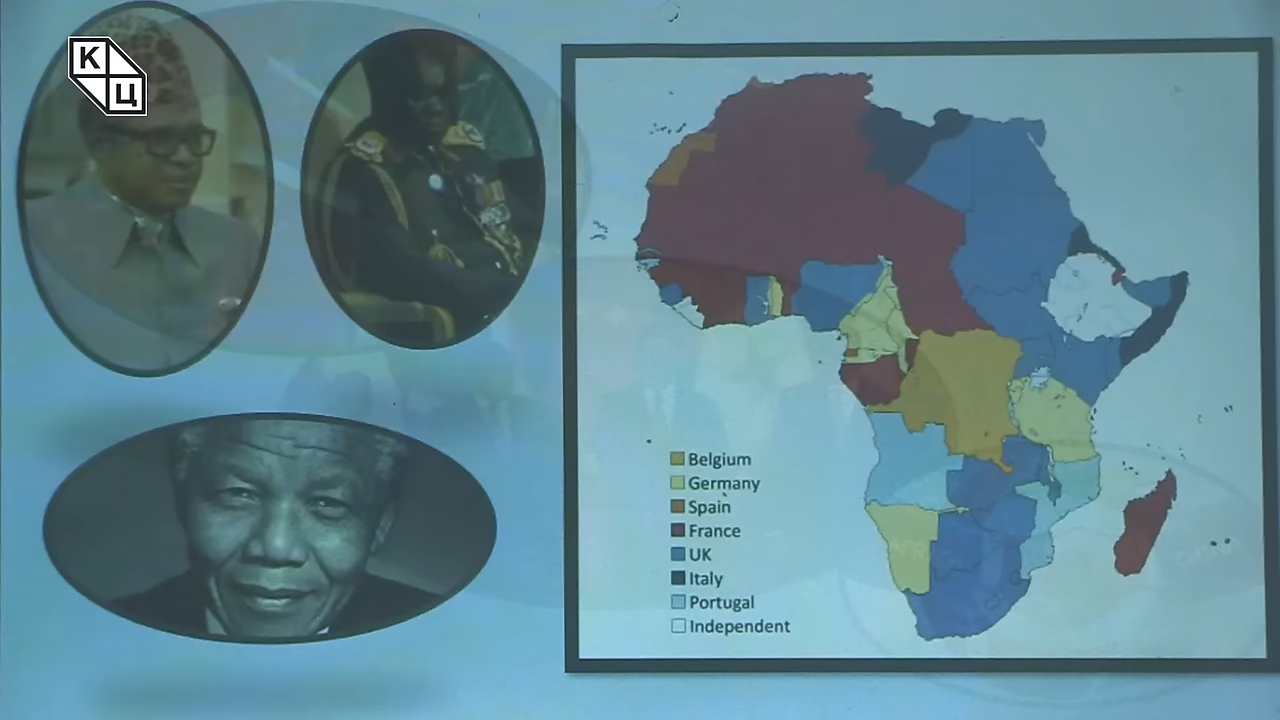 К
Ц
Belgium
Germany
Spain
France
UK
Italy
Portugal
Independent